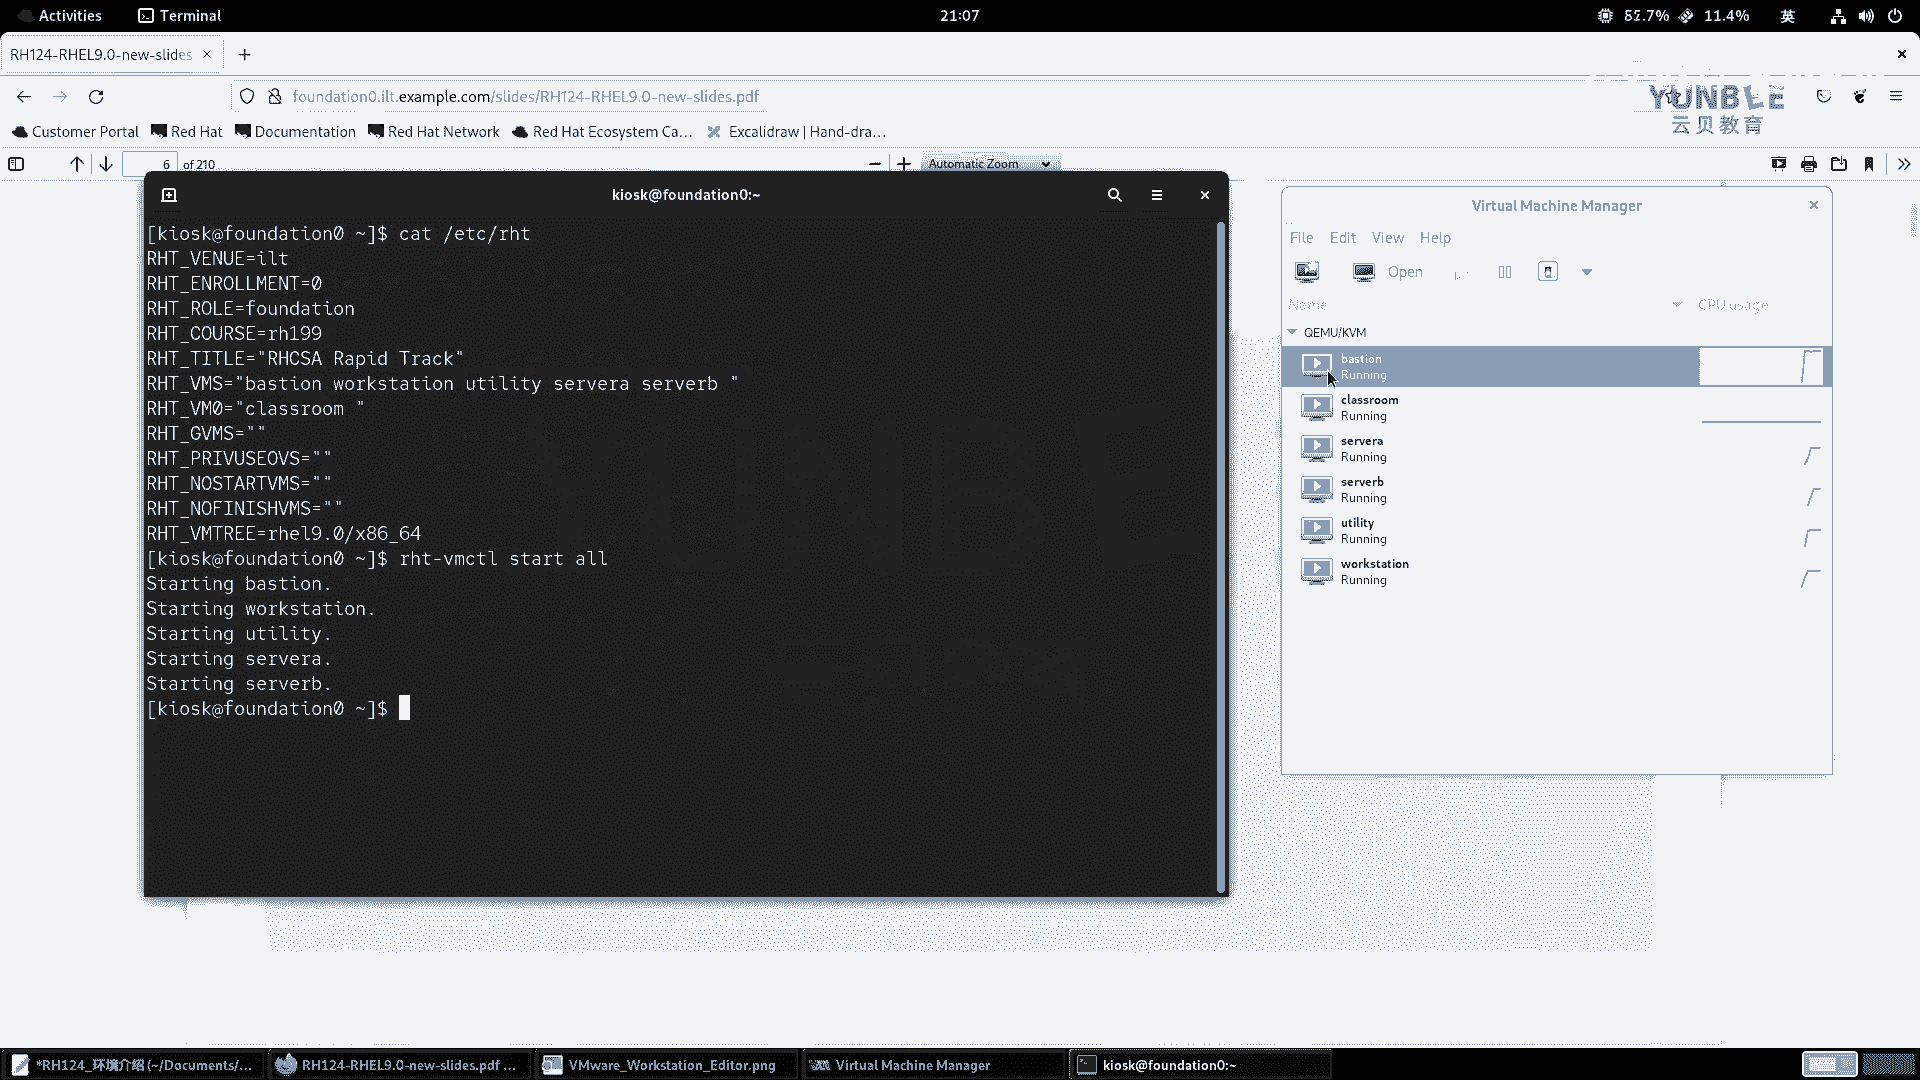 Activities
Terminal
21:07
11.4%
英
RH124-RHEL9.0-new-slides
foundation0.ilt.example.com/slides/RH124-RHEL9.0-new-slides.pdf
YUNBLE
云贝教育
Customer Portal
Red Hat
Documentation
Red Hat Network
Red Hat Ecosystem Ca...
Excalidraw | Hand-dra...
6
of 210
Automatic Zoom
kiosk@foundation0:~
[kiosk@foundation0 ~]$ cat /etc/rht
RHT_VENUE=ilt
RHT_ENROLLMENT=0
RHT_ROLE=foundation
RHT_COURSE=rh199
RHT_TITLE="RHCSA Rapid Track"
RHT_VMS="bastion workstation utility servera serverb "
RHT_VM0="classroom "
RHT_GVMS=""
RHT_PRIVUSEOVS=""
RHT_NOSTARTVMS=""
RHT_NOFINISHVMS=""
RHT_VMTREE=rhel9.0/x86_64
[kiosk@foundation0 ~]$ rht-vmctl start all
Starting bastion.
Starting workstation.
Starting utility.
Starting servera.
Starting serverb.
[kiosk@foundation0 ~]$
Virtual Machine Manager
File Edit View Help
Open
Name
CPU usage
QEMU/KVM
bastion
Running
classroom
Running
servera
Running
serverb
Running
utility
Running
workstation
Running
*RH124_环境介绍 (~/Documents/...
RH124-RHEL9.0-new-slides.pdf ...
VMware_Workstation_Editor.png
Virtual Machine Manager
kiosk@foundation0:~